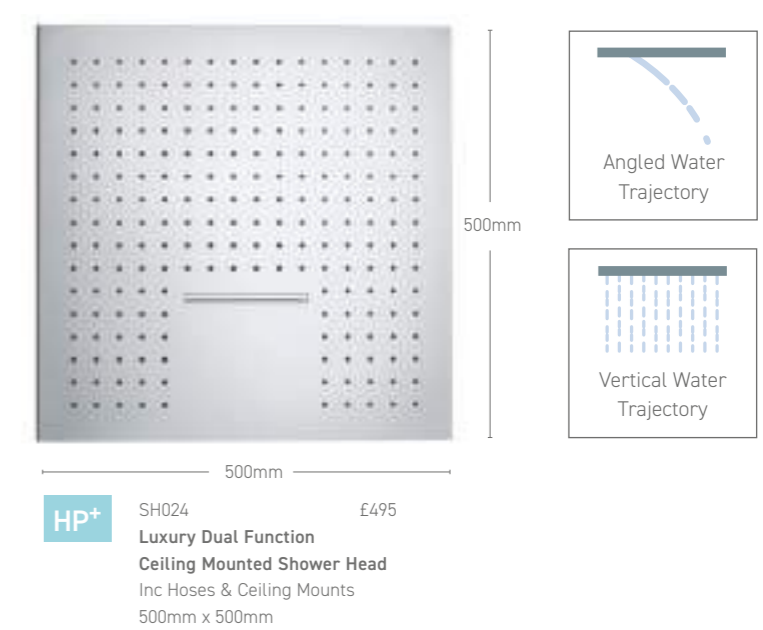 500mm
Angled Water
Trajectory
Vertical Water
Trajectory
500mm
HP+
SH024 £495
Luxury Dual Function
Ceiling Mounted Shower Head
Inc Hoses & Ceiling Mounts
500mm x 500mm